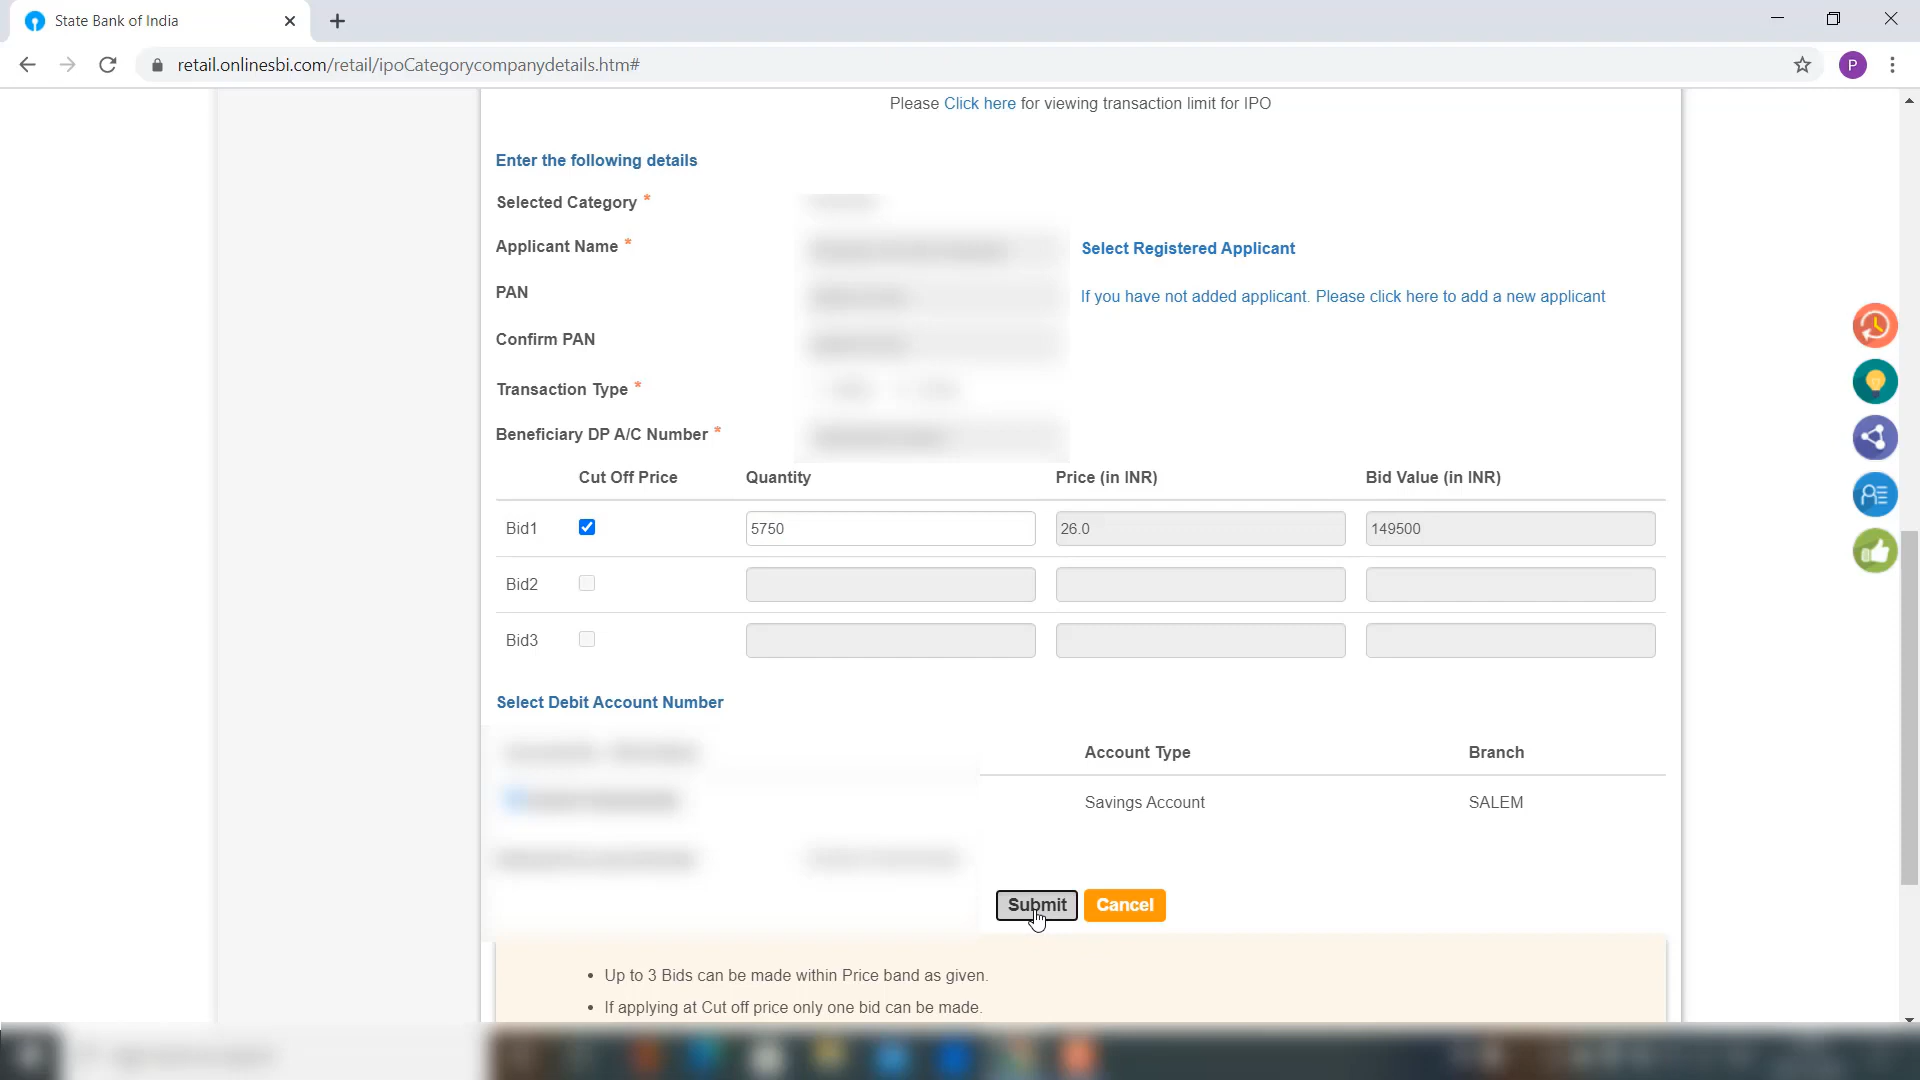 State Bank of India
retail.onlinesbi.com/retail/ipoCategorycompanydetails.htm#
P
Please Click here for viewing transaction limit for IPO
Enter the following details
Selected Category *
Applicant Name * Select Registered Applicant
PAN If you have not added applicant. Please click here to add a new applicant
Confirm PAN
Transaction Type *
Beneficiary DP A/C Number *
Cut Off Price Quantity Price (in INR) Bid Value (in INR)
Bid1 5750 26.0 149500
Bid2
Bid3
Select Debit Account Number
Account Type Branch
Savings Account SALEM
Submit Cancel
• Up to 3 Bids can be made within Price band as given.
• If applying at Cut off price only one bid can be made.